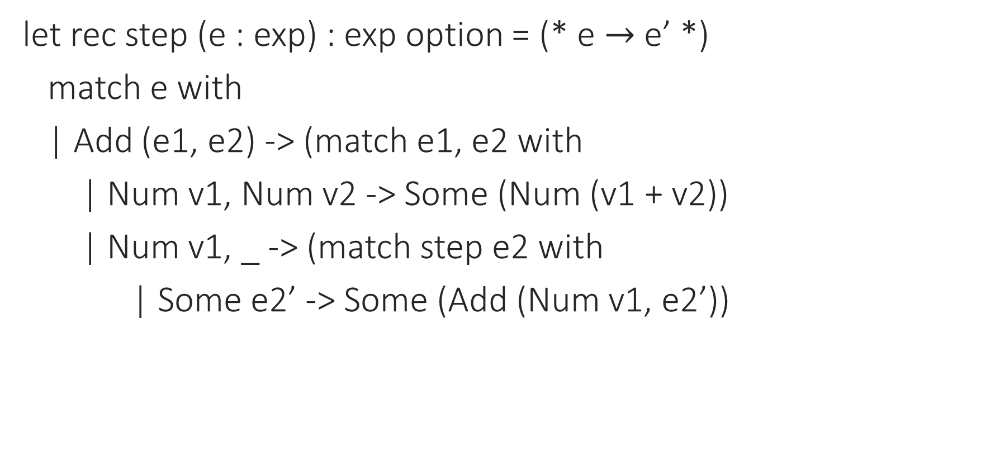 let rec step (e : exp) : exp option = (* e → e’ *)
match e with
| Add (e1, e2) -> (match e1, e2 with
| Num v1, Num v2 -> Some (Num (v1 + v2))
| Num v1, _ -> (match step e2 with
| Some e2’ -> Some (Add (Num v1, e2’))